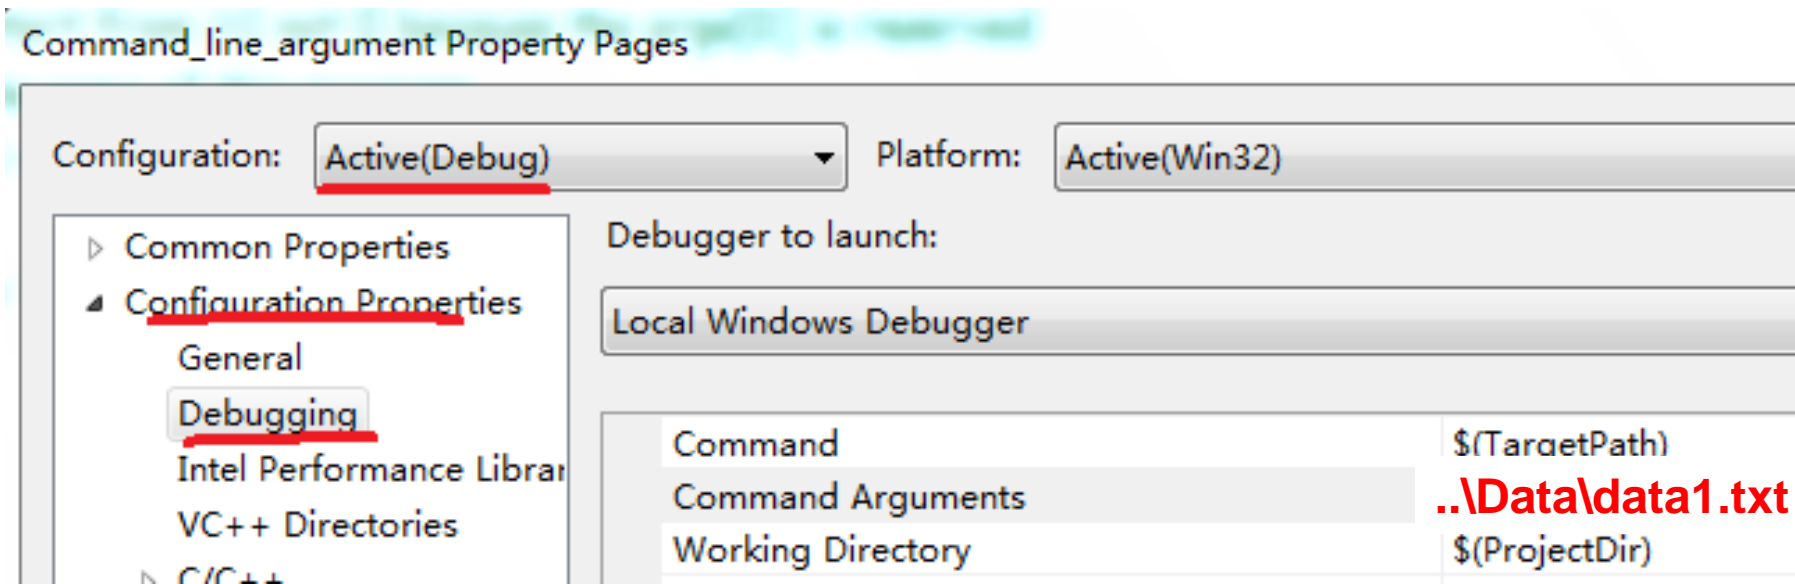 Command_line_argument Property Pages
Configuration: Active(Debug) Platform: Active(Win32)
Common Properties
Debugger to launch:
Configuration Properties
Local Windows Debugger
General
Debugging
Command $(TargetPath)
Intel Performance Librar
Command Arguments ..\Data\data1.txt
VC++ Directories
Working Directory $(ProjectDir)
C/C++